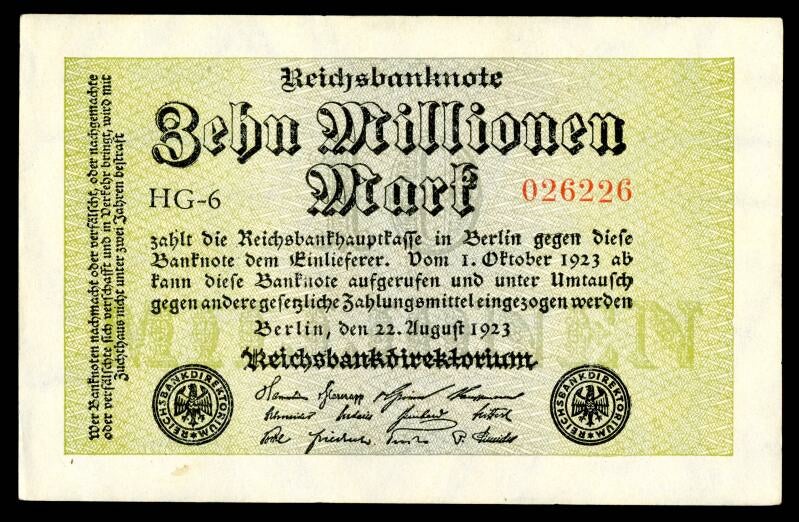 Reichsbanknote
Zehn Millionen
Mark
HG-6
026226
zahlt die Reichsbankhauptkasse in Berlin gegen diese
Banknote dem Einlieferer. Vom 1. Oktober 1923 ab
kann diese Banknote aufgerufen und unter Umtausch
gegen andere gesetzliche Zahlungsmittel eingezogen werden
Berlin, den 22. August 1923
Reichsbankdirektorium
REICHSBANKDIREKTORIUM
REICHSBANKDIREKTORIUM
Wer Banknoten nachmacht oder verfälscht, oder nachgemachte
oder verfälschte sich verschafft und in Verkehr bringt, wird mit
Zuchthaus nicht unter zwei Jahren bestraft